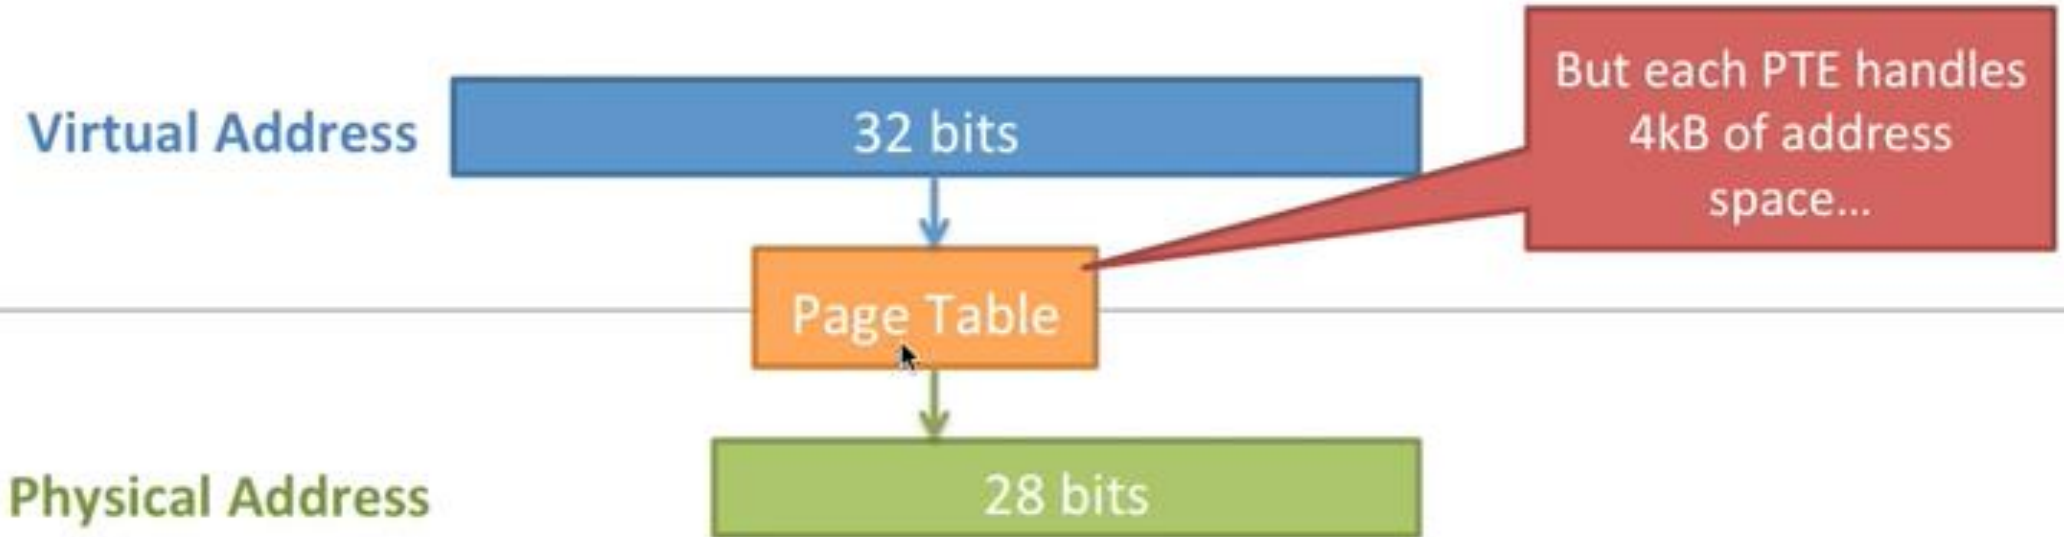 Virtual Address
32 bits
But each PTE handles
4kB of address
space...
Page Table
Physical Address
28 bits